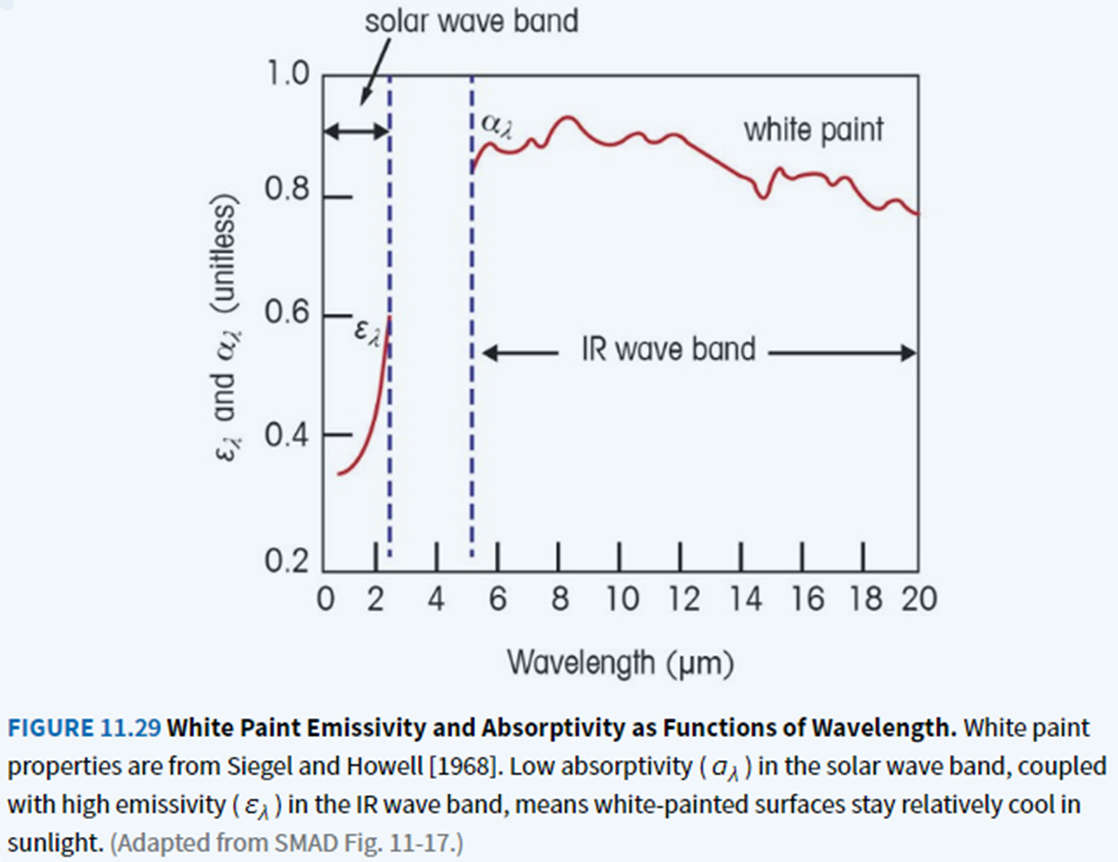 solar wave band
1.0
αλ
white paint
0.8
ελ and αλ (unitless)
0.6
ελ
IR wave band
0.4
0.2
0 2 4 6 8 10 12 14 16 18 20
Wavelength (μm)
FIGURE 11.29 White Paint Emissivity and Absorptivity as Functions of Wavelength. White paint
properties are from Siegel and Howell [1968]. Low absorptivity (αλ) in the solar wave band, coupled
with high emissivity (ελ) in the IR wave band, means white-painted surfaces stay relatively cool in
sunlight. (Adapted from SMAD Fig. 11-17.)